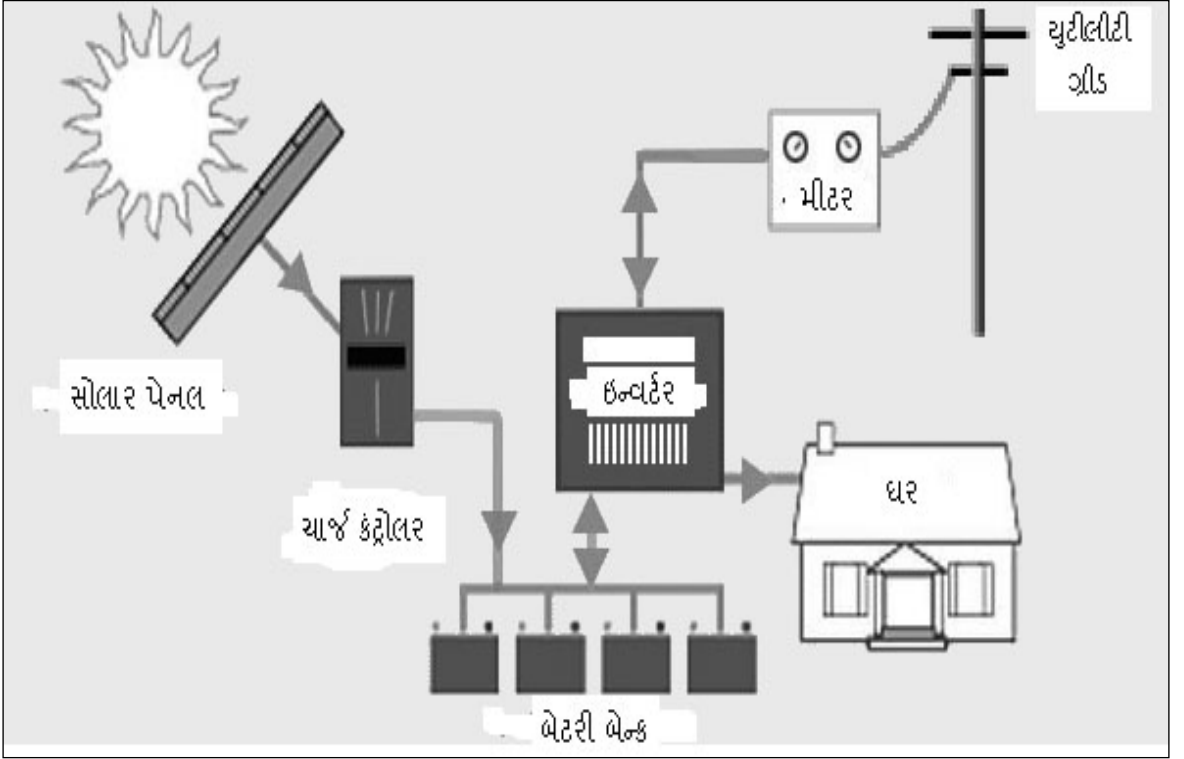 યુટીલીટી
ગ્રીડ
મીટર
સોલાર પેનલ
ઇન્વર્ટર
ઘર
ચાર્જ કંટ્રોલર
બેટરી બેન્ક